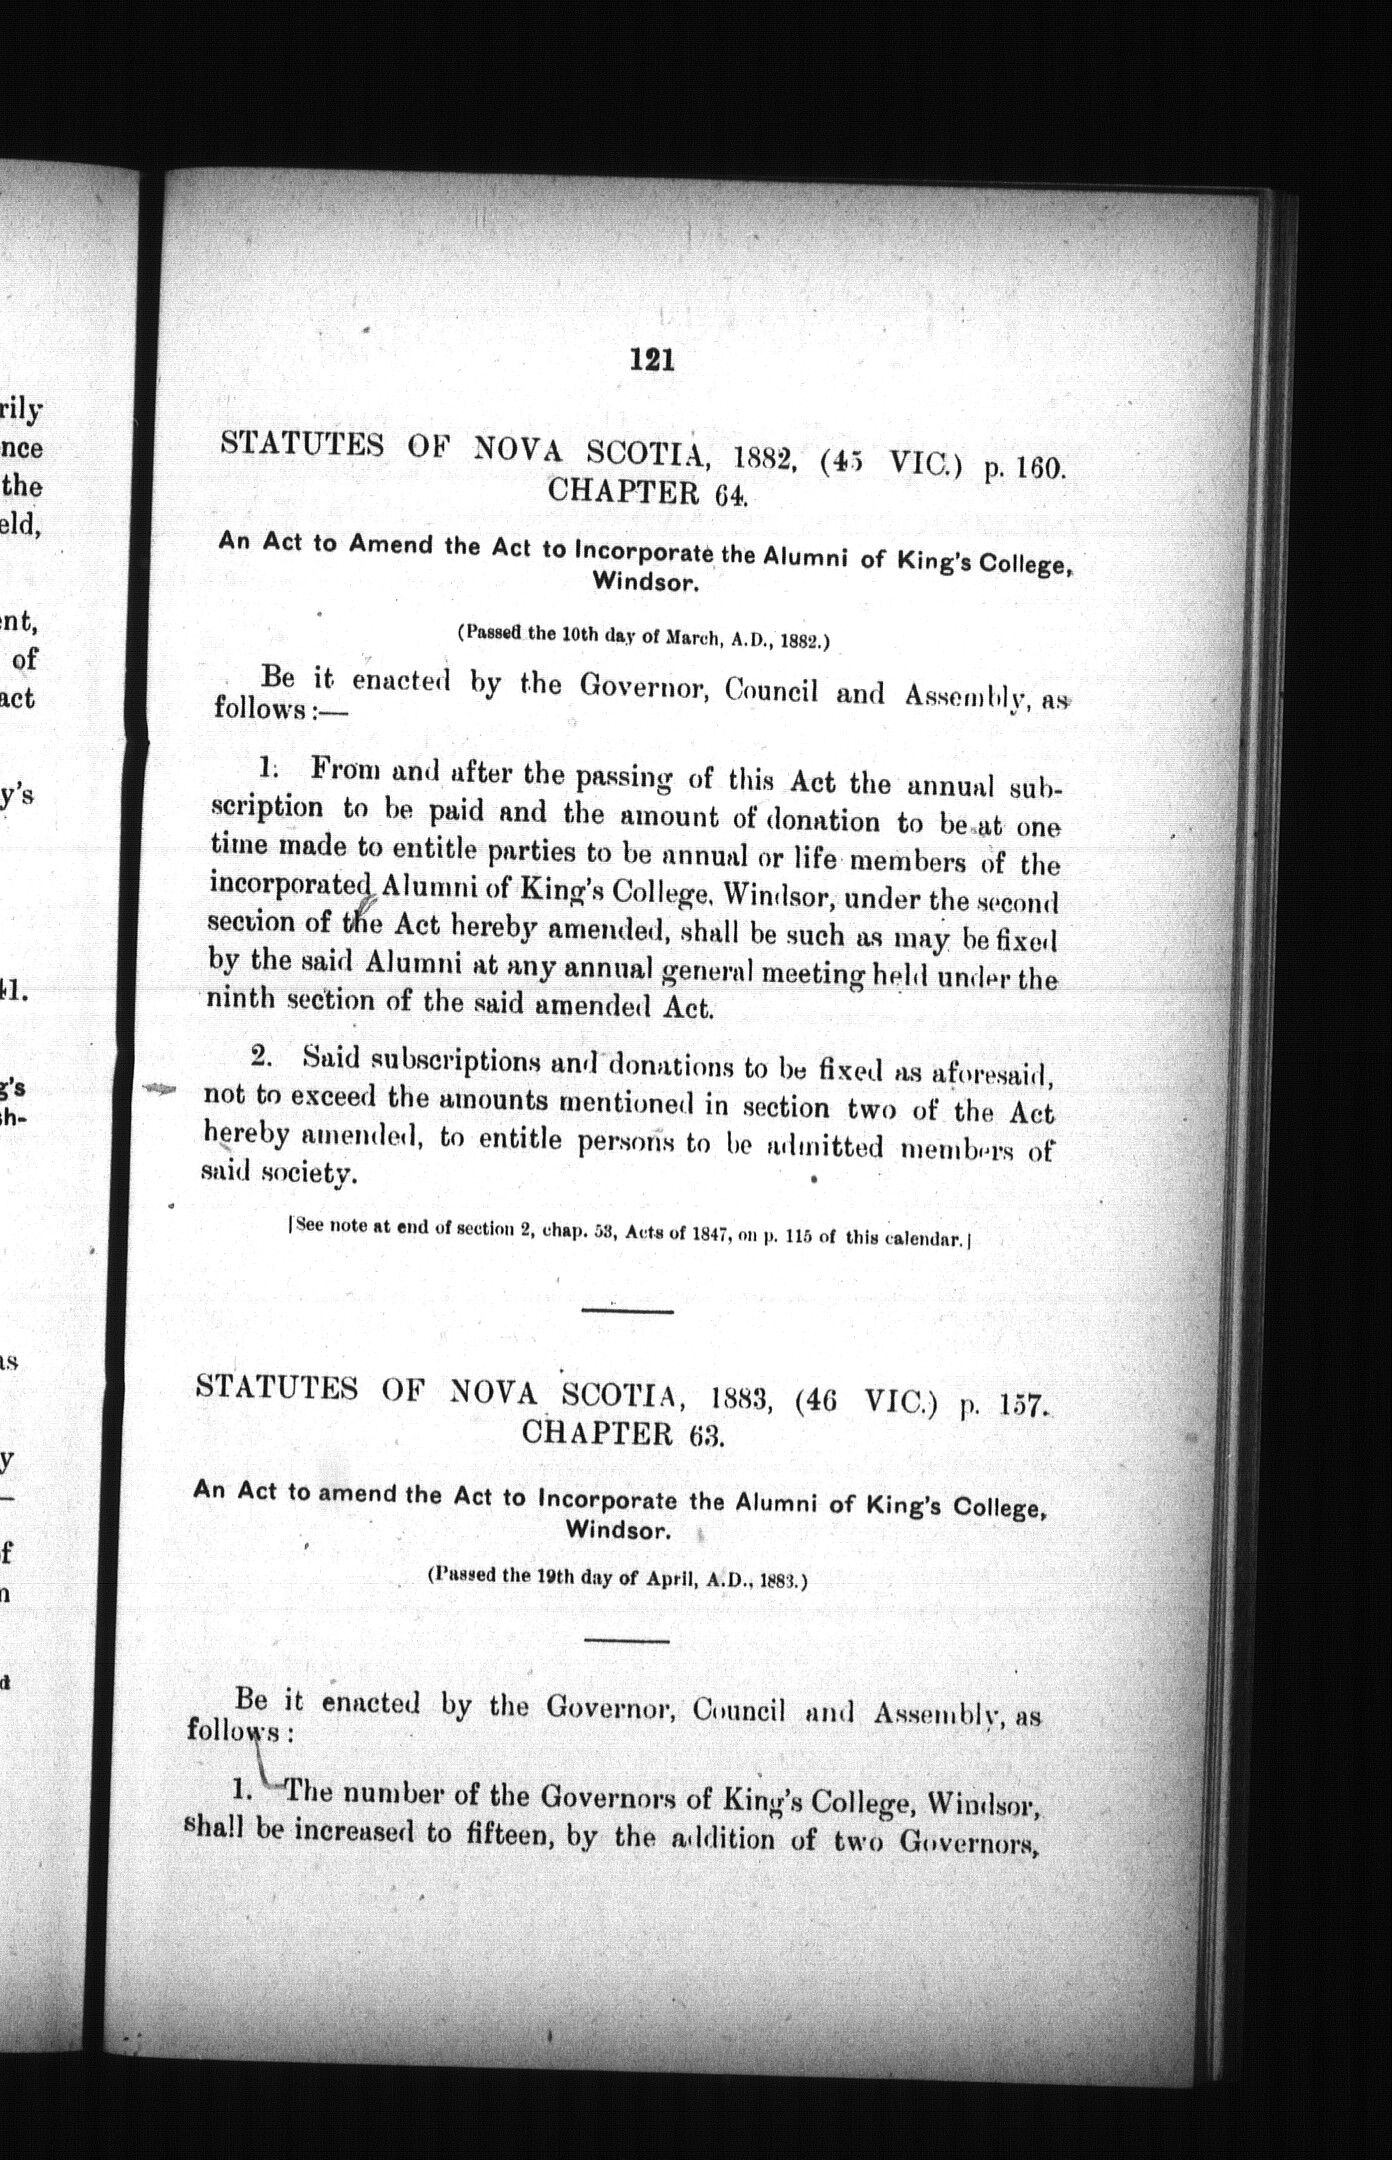 rily
nce
the
eld,
ent,
of
act
y's
41.
g's
sh-
as
y
f
n
d
121
STATUTES OF NOVA SCOTIA, 1882, (45 VIC.) p. 160.
CHAPTER 64.
An Act to Amend the Act to Incorporate the Alumni of King's College,
Windsor.
(Passed the 10th day of March, A.D., 1882.)
Be it enacted by the Governor, Council and Assembly, as
follows:—
1. From and after the passing of this Act the annual sub-
scription to be paid and the amount of donation to be at one
time made to entitle parties to be annual or life members of the
incorporated Alumni of King's College, Windsor, under the second
section of the Act hereby amended, shall be such as may be fixed
by the said Alumni at any annual general meeting held under the
ninth section of the said amended Act.
2. Said subscriptions and donations to be fixed as aforesaid,
not to exceed the amounts mentioned in section two of the Act
hereby amended, to entitle persons to be admitted members of
said society.
[See note at end of section 2, chap. 53, Acts of 1847, on p. 115 of this calendar.]
STATUTES OF NOVA SCOTIA, 1883, (46 VIC.) p. 157.
CHAPTER 63.
An Act to amend the Act to Incorporate the Alumni of King's College,
Windsor.
(Passed the 19th day of April, A.D., 1883.)
Be it enacted by the Governor, Council and Assembly, as
follows:
1. The number of the Governors of King's College, Windsor,
shall be increased to fifteen, by the addition of two Governors,